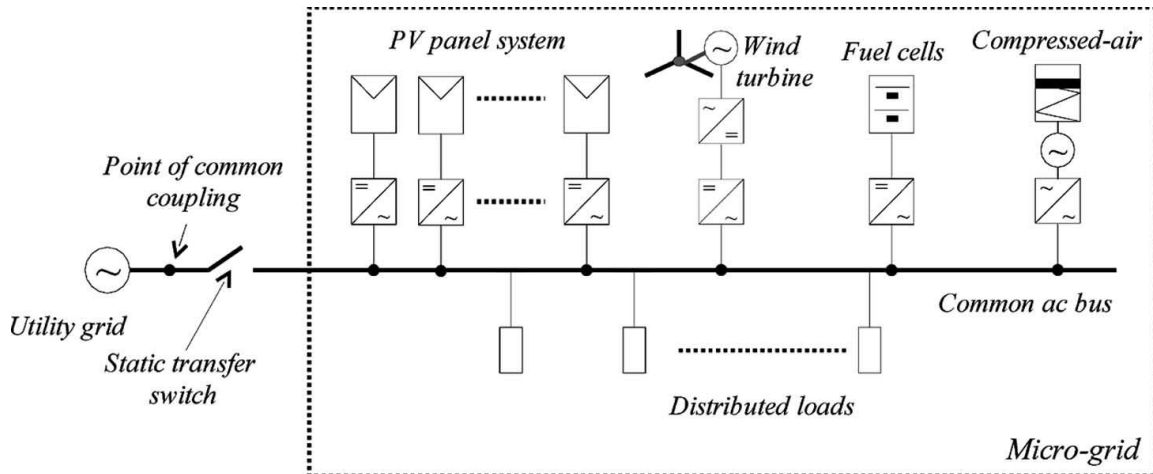 PV panel system
Wind
turbine
Fuel cells
Compressed-air
Point of common
coupling
Utility grid
Static transfer
switch
Common ac bus
Distributed loads
Micro-grid